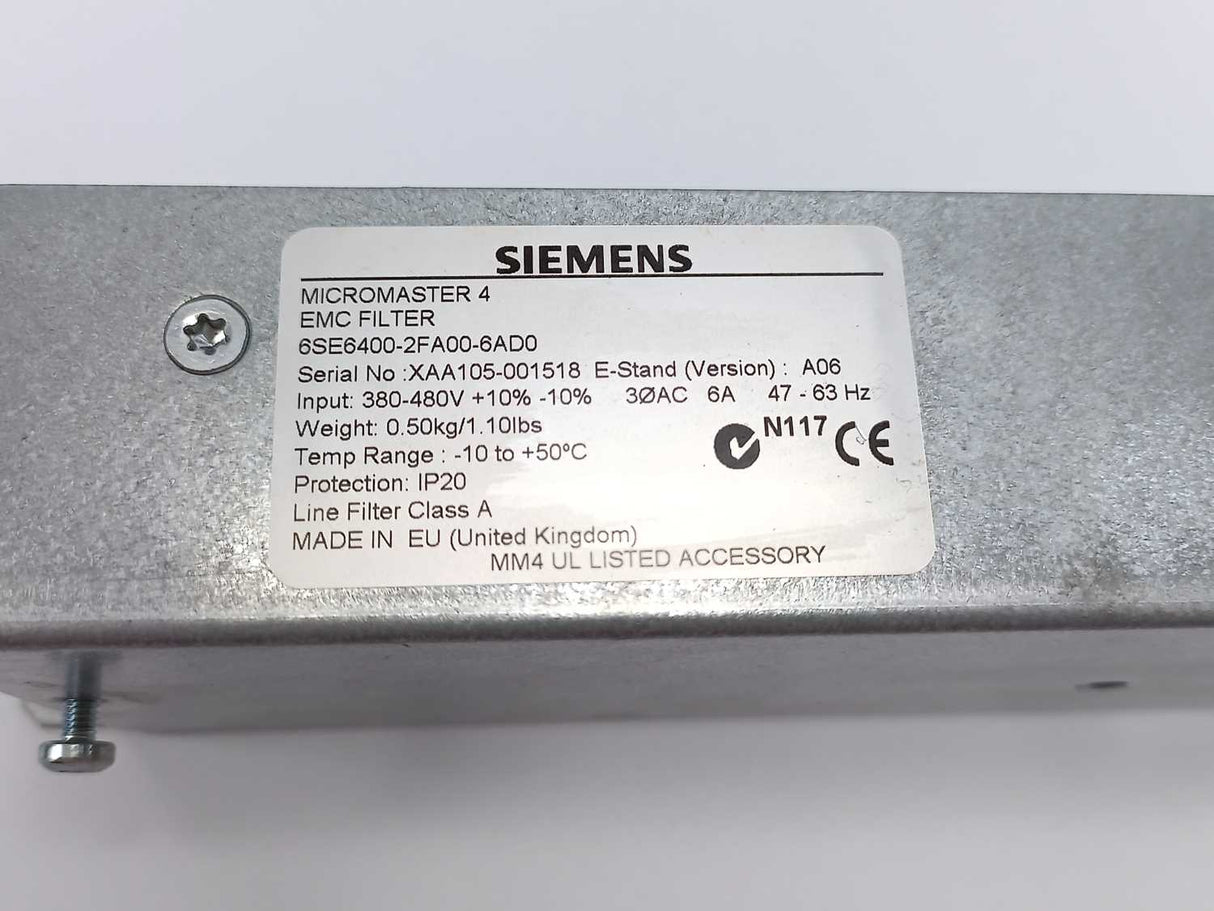 SIEMENS
MICROMASTER 4
EMC FILTER
6SE6400-2FA00-6AD0
Serial No :XAA105-001518 E-Stand (Version) : A06
Input: 380-480V +10% -10% 3ØAC 6A 47 - 63 Hz
Weight: 0.50kg/1.10lbs
N117 CE
Temp Range : -10 to +50ºC
Protection: IP20
Line Filter Class A
MADE IN EU (United Kingdom)
MM4 UL LISTED ACCESSORY